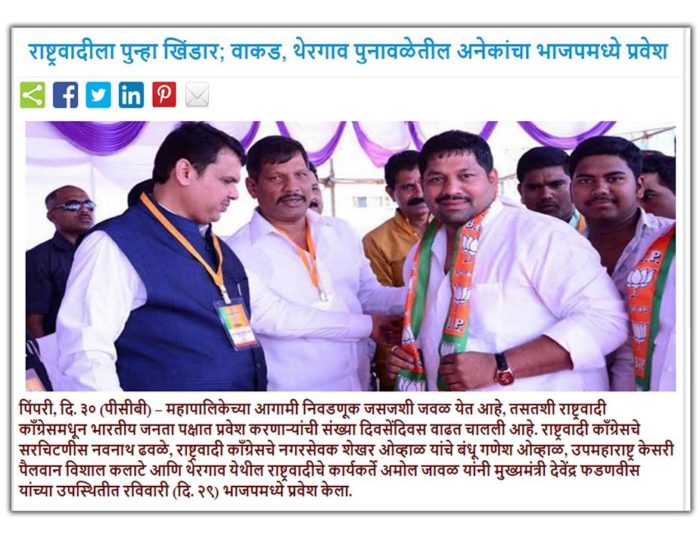 राष्ट्रवादीला पुन्हा खिंडार; वाकड, थेरगाव पुनावळेतील अनेकांचा भाजपमध्ये प्रवेश
पिंपरी, दि. ३० (पीसीबी) – महापालिकेच्या आगामी निवडणूक जसजशी जवळ येत आहे, तसतशी राष्ट्रवादी
काँग्रेसमधून भारतीय जनता पक्षात प्रवेश करणाऱ्यांची संख्या दिवसेंदिवस वाढत चालली आहे. राष्ट्रवादी काँग्रेसचे
सरचिटणीस नवनाथ ढवळे, राष्ट्रवादी काँग्रेसचे नगरसेवक शेखर ओव्हाळ यांचे बंधू गणेश ओव्हाळ, उपमहाराष्ट्र केसरी
पैलवान विशाल कलाटे आणि थेरगाव येथील राष्ट्रवादीचे कार्यकर्ते अमोल जावळ यांनी मुख्यमंत्री देवेंद्र फडणवीस
यांच्या उपस्थितीत रविवारी (दि. २९) भाजपमध्ये प्रवेश केला.